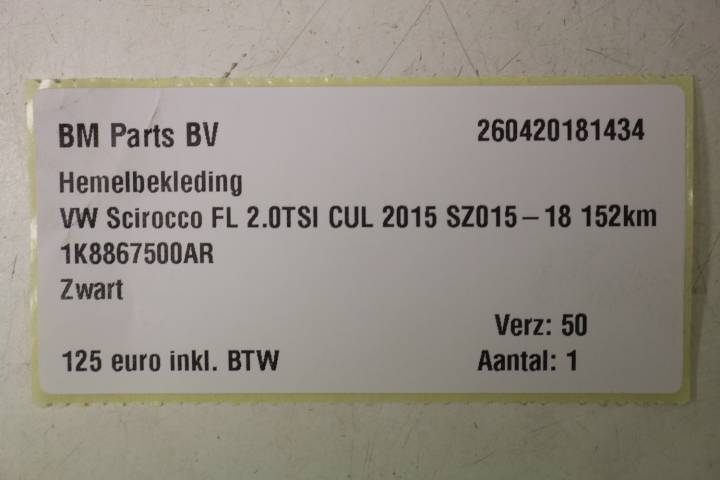 BM Parts BV 260420181434
Hemelbekleding
VW Scirocco FL 2.0TSI CUL 2015 SZ015-18 152km
1K8867500AR
Zwart
Verz: 50
125 euro inkl. BTW Aantal: 1